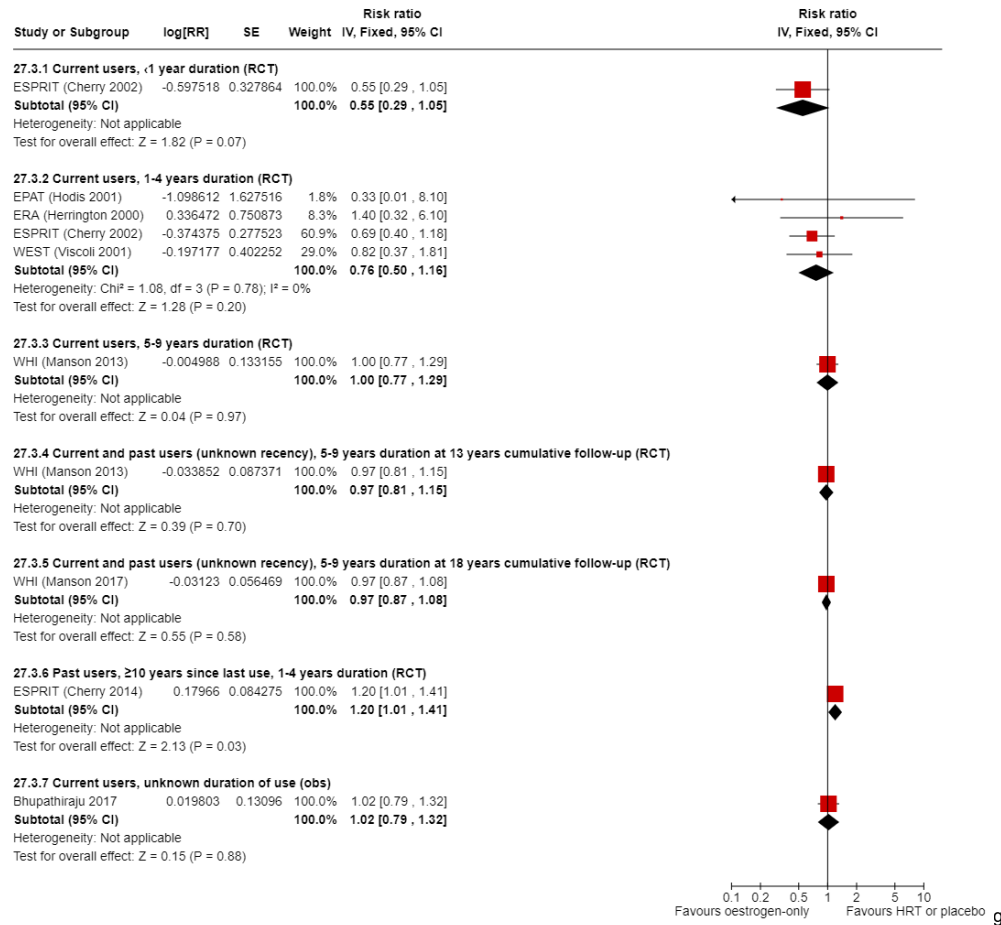 Risk ratio Risk ratio
Study or Subgroup log[RR] SE Weight IV, Fixed, 95% CI IV, Fixed, 95% CI
27.3.1 Current users, ‹1 year duration (RCT)
ESPRIT (Cherry 2002) -0.597518 0.327864 100.0% 0.55 [0.29 , 1.05]
Subtotal (95% CI) 100.0% 0.55 [0.29 , 1.05]
Heterogeneity: Not applicable
Test for overall effect: Z = 1.82 (P = 0.07)
27.3.2 Current users, 1-4 years duration (RCT)
EPAT (Hodis 2001) -1.098612 1.627516 1.8% 0.33 [0.01 , 8.10]
ERA (Herrington 2000) 0.336472 0.750873 8.3% 1.40 [0.32 , 6.10]
ESPRIT (Cherry 2002) -0.374375 0.277523 60.9% 0.69 [0.40 , 1.18]
WEST (Viscoli 2001) -0.197177 0.402252 29.0% 0.82 [0.37 , 1.81]
Subtotal (95% CI) 100.0% 0.76 [0.50 , 1.16]
Heterogeneity: Chi² = 1.08, df = 3 (P = 0.78); I² = 0%
Test for overall effect: Z = 1.28 (P = 0.20)
27.3.3 Current users, 5-9 years duration (RCT)
WHI (Manson 2013) -0.004988 0.133155 100.0% 1.00 [0.77 , 1.29]
Subtotal (95% CI) 100.0% 1.00 [0.77 , 1.29]
Heterogeneity: Not applicable
Test for overall effect: Z = 0.04 (P = 0.97)
27.3.4 Current and past users (unknown recency), 5-9 years duration at 13 years cumulative follow-up (RCT)
WHI (Manson 2013) -0.033852 0.087371 100.0% 0.97 [0.81 , 1.15]
Subtotal (95% CI) 100.0% 0.97 [0.81 , 1.15]
Heterogeneity: Not applicable
Test for overall effect: Z = 0.39 (P = 0.70)
27.3.5 Current and past users (unknown recency), 5-9 years duration at 18 years cumulative follow-up (RCT)
WHI (Manson 2017) -0.03123 0.056469 100.0% 0.97 [0.87 , 1.08]
Subtotal (95% CI) 100.0% 0.97 [0.87 , 1.08]
Heterogeneity: Not applicable
Test for overall effect: Z = 0.55 (P = 0.58)
27.3.6 Past users, ≥10 years since last use, 1-4 years duration (RCT)
ESPRIT (Cherry 2014) 0.17966 0.084275 100.0% 1.20 [1.01 , 1.41]
Subtotal (95% CI) 100.0% 1.20 [1.01 , 1.41]
Heterogeneity: Not applicable
Test for overall effect: Z = 2.13 (P = 0.03)
27.3.7 Current users, unknown duration of use (obs)
Bhupathiraju 2017 0.019803 0.13096 100.0% 1.02 [0.79 , 1.32]
Subtotal (95% CI) 100.0% 1.02 [0.79 , 1.32]
Heterogeneity: Not applicable
Test for overall effect: Z = 0.15 (P = 0.88)
0.1 0.2 0.5 1 2 5 10
Favours oestrogen-only Favours HRT or placebo g